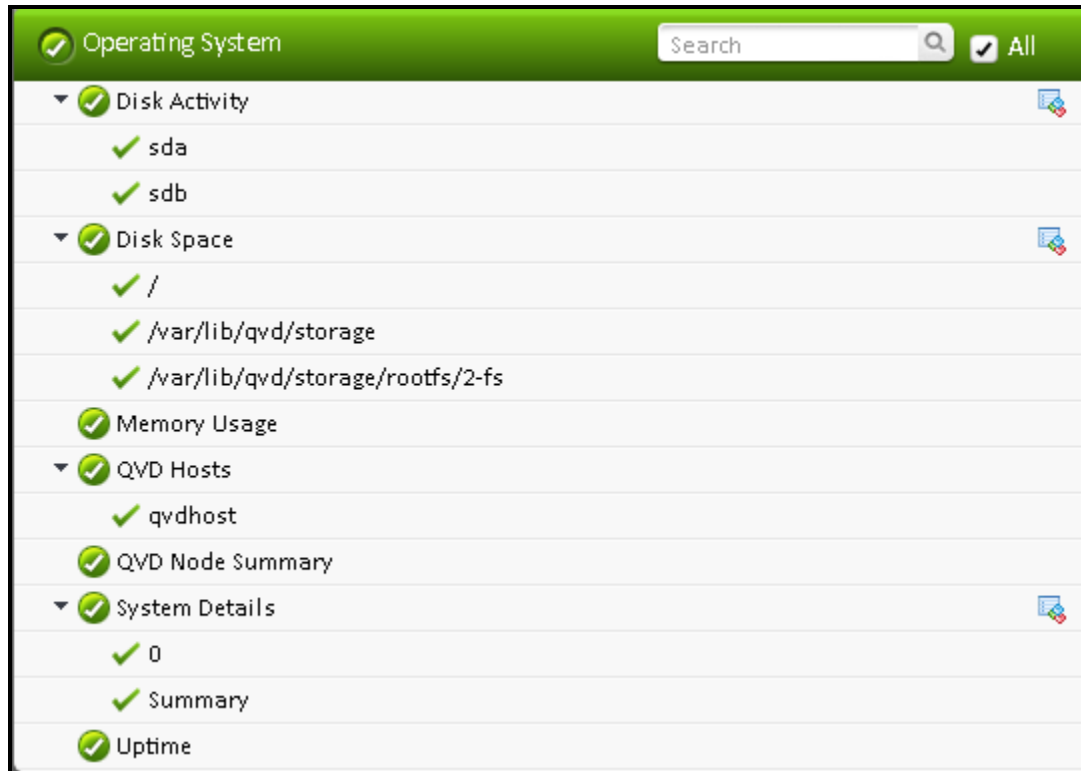 Operating System
Search
All
Disk Activity
sda
sdb
Disk Space
/
/var/lib/qvd/storage
/var/lib/qvd/storage/rootfs/2-fs
Memory Usage
QVD Hosts
qvdhost
QVD Node Summary
System Details
0
Summary
Uptime